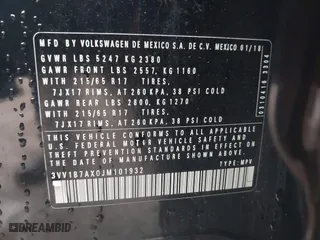 MFD BY VOLKSWAGEN DE MEXICO S.A. DE C.V. MEXICO.01/18
GVWR LBS 5247 KG2380
GAWR FRONT LBS 2557, KG1160
WITH 215/65 R17 TIRES,
7JX17 RIMS, AT260KPA, 38 PSI COLD
GAWR REAR LBS 2800, KG1270
WITH 215/65 R17 TIRES,
7JX17 RIMS, AT 260KPA, 38 PSI COLD
THIS VEHICLE CONFORMS TO ALL APPLICABLE
FEDERAL MOTOR VEHICLE SAFETY AND
THEFT PREVENTION STANDARDS IN EFFECT ON
THE DATE OF MANUFACTURE SHOWN ABOVE.
3VV1B7AX0JM101932
TYPE: MPV
DREAMBID